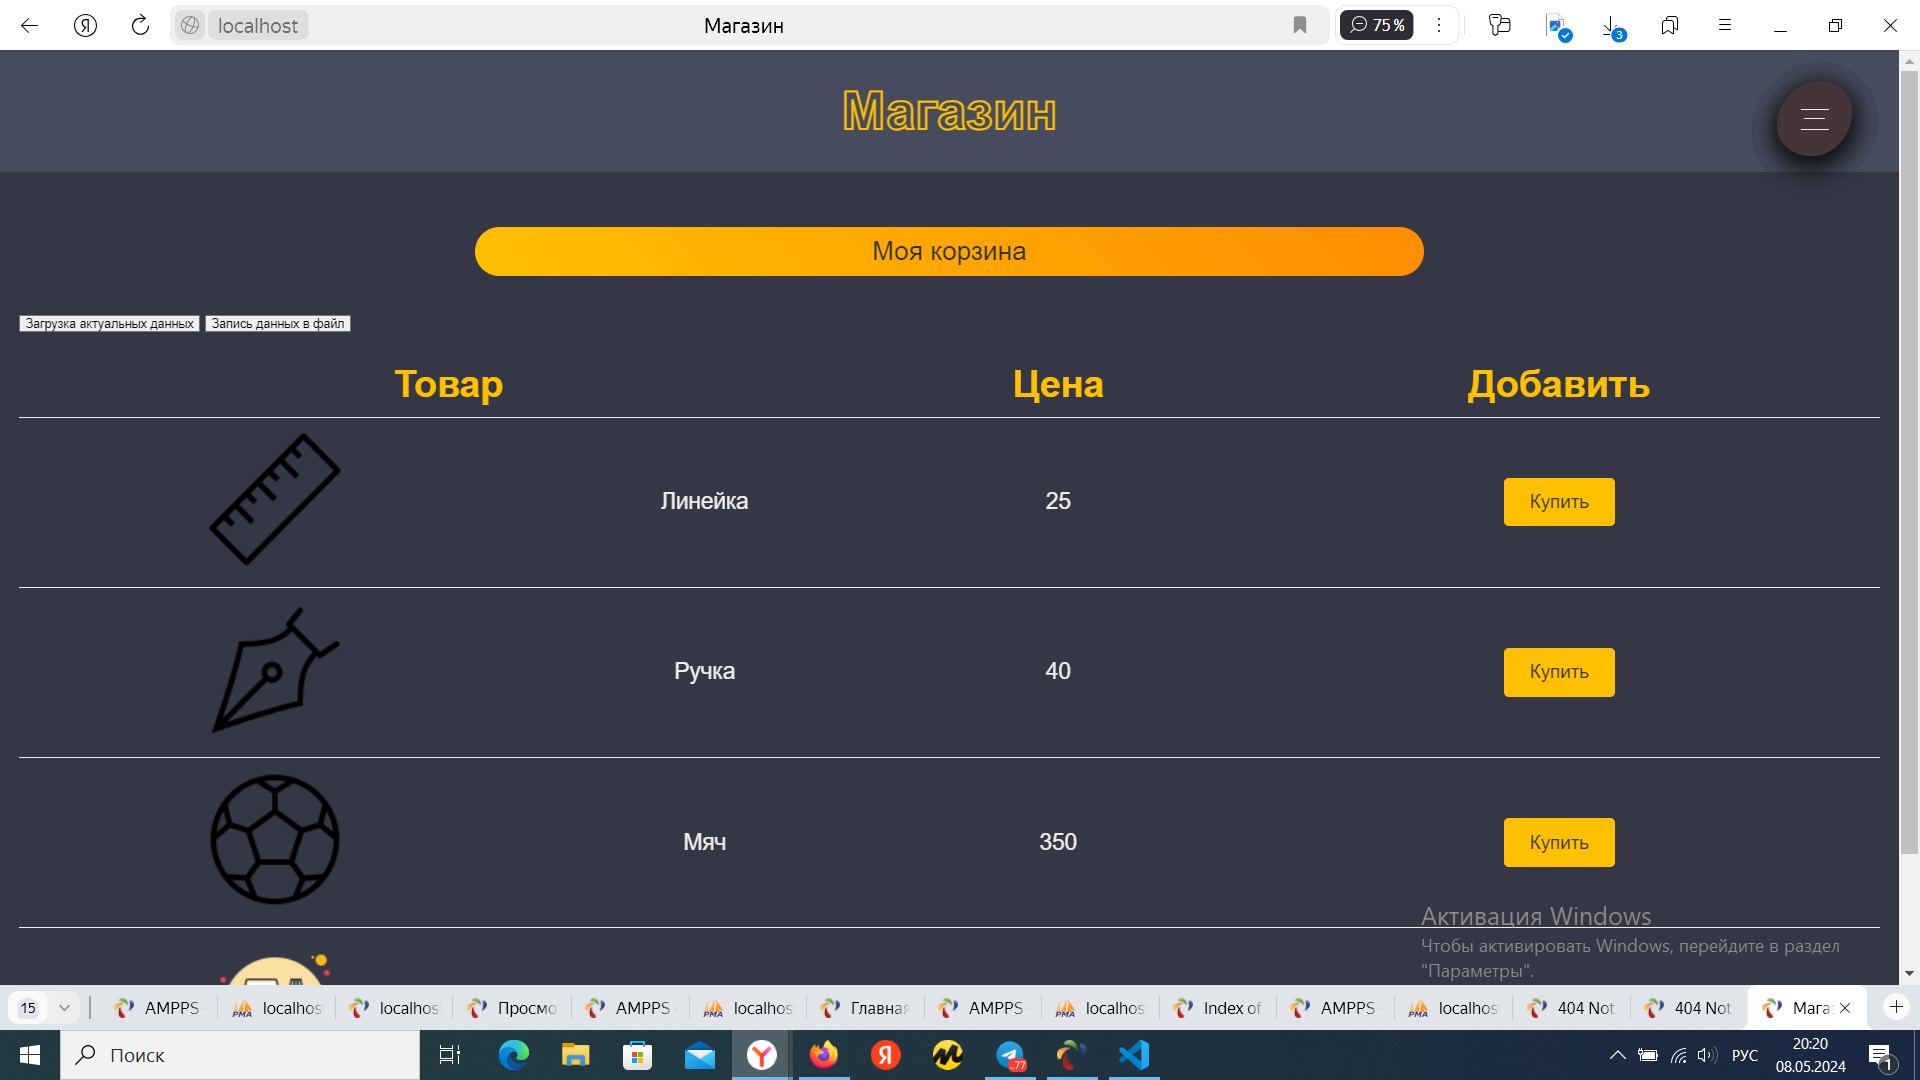 localhost
Магазин
75 %
Магазин
Моя корзина
Загрузка актуальных данных
Запись данных в файл
Товар
Цена
Добавить
Линейка
25
Купить
Ручка
40
Купить
Мяч
350
Купить
Активация Windows
Чтобы активировать Windows, перейдите в раздел
"Параметры".
15
AMPPS
localhos
localhos
Просмо
AMPPS
localhos
Главная
AMPPS
localhos
Index of
AMPPS
localhos
404 Not
404 Not
Мага
Поиск
РУС
20:20
08.05.2024
3
77
1